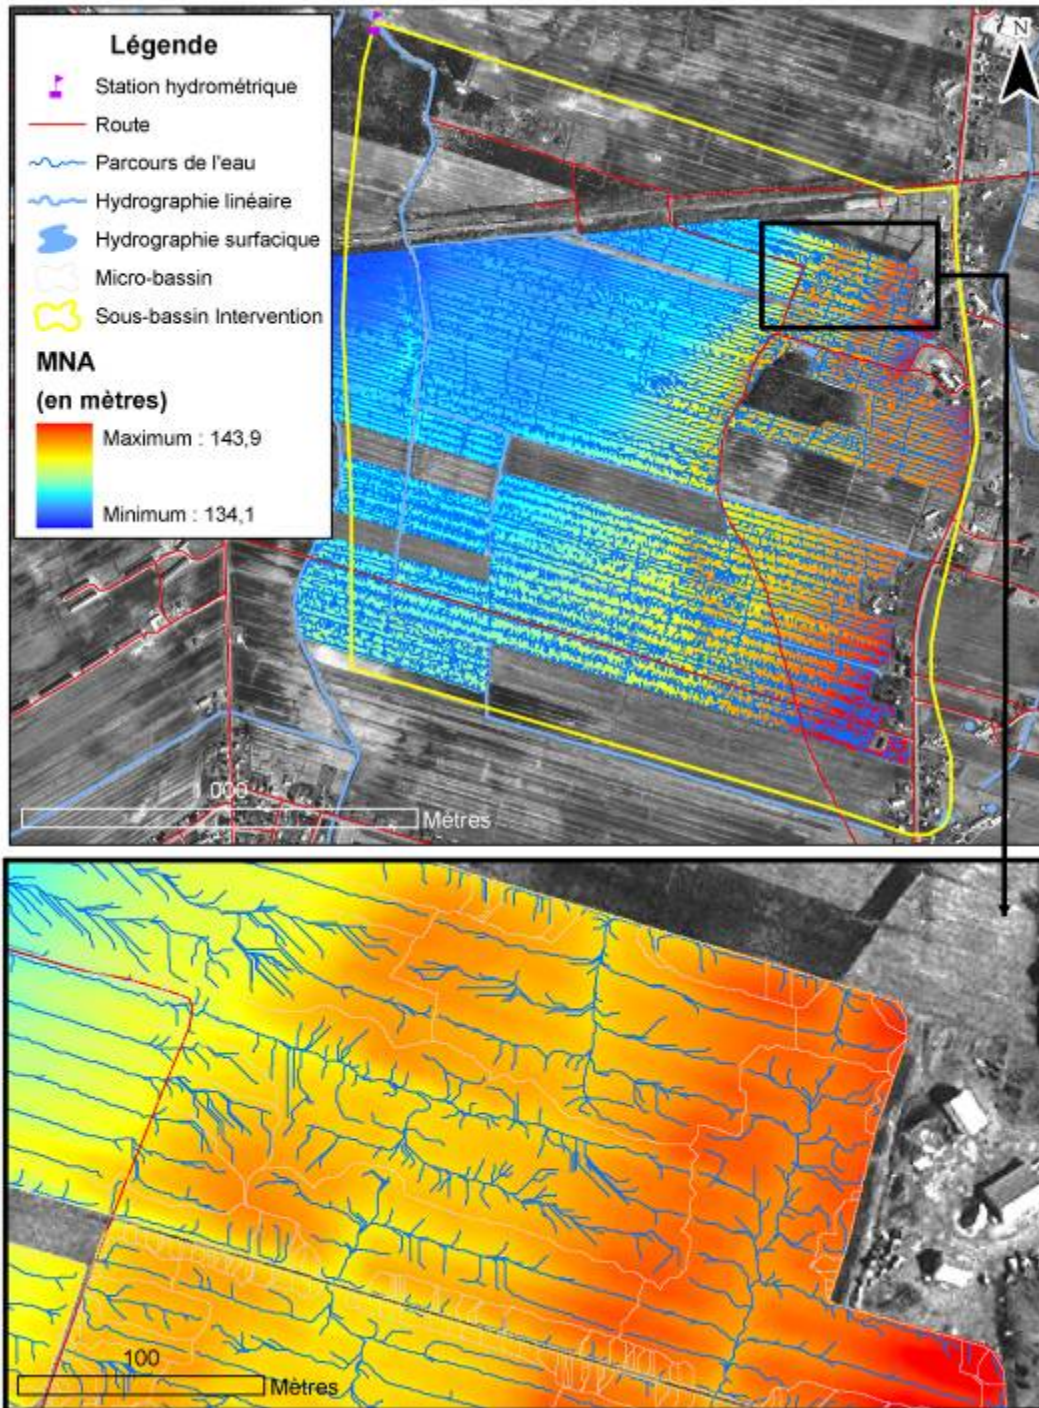 Légende
N
Station hydrométrique
Route
Parcours de l'eau
Hydrographie linéaire
Hydrographie surfacique
Micro-bassin
Sous-bassin Intervention
MNA
(en mètres)
Maximum : 143,9
Minimum : 134,1
000
Mètres
100
Mètres